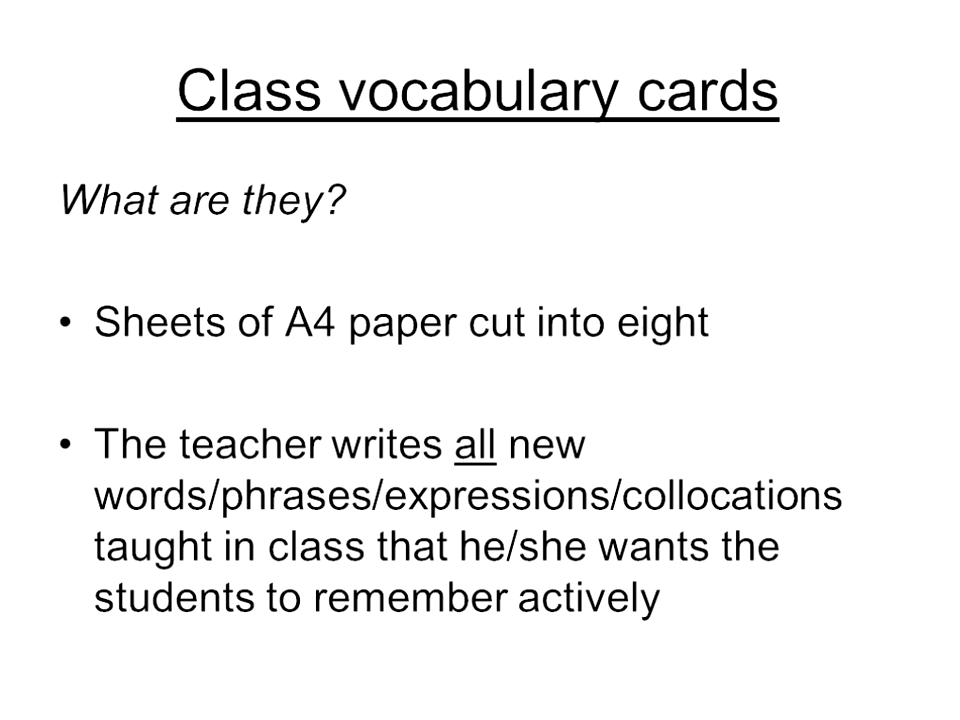 Class vocabulary cards
What are they?
• Sheets of A4 paper cut into eight
• The teacher writes all new
words/phrases/expressions/collocations
taught in class that he/she wants the
students to remember actively